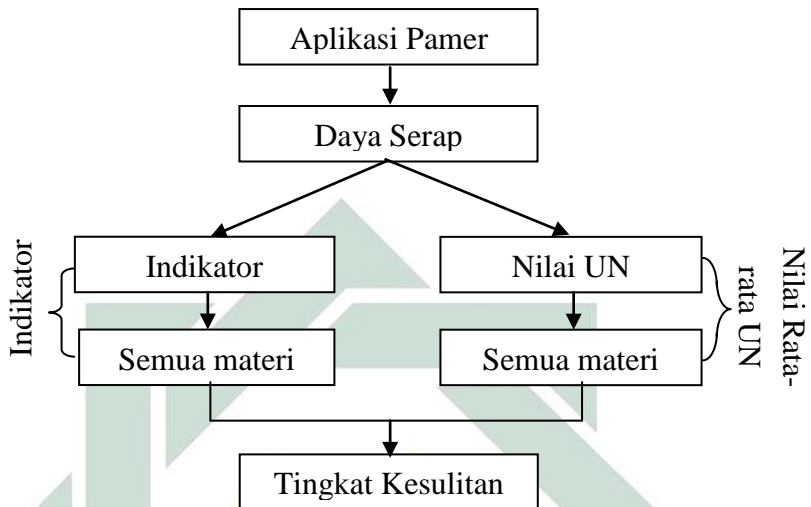 Aplikasi Pamer
Daya Serap
Indikator
Nilai UN
Indikator
Nilai Rata-
rata UN
Semua materi
Semua materi
Tingkat Kesulitan